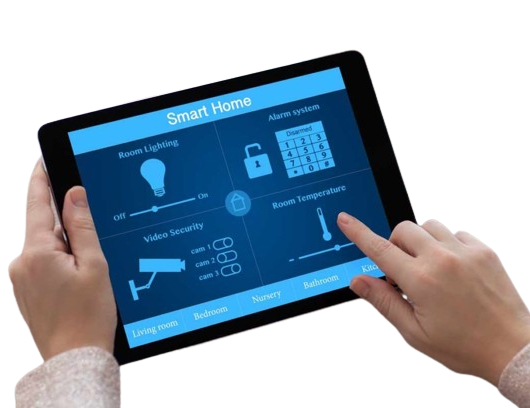 Smart Home
Room Lighting
Off On
Alarm system
Disarmed
1 2 3
4 5 6
7 8 9
* 0 #
1
Video Security
cam 1
cam 2
cam 3
Room Temperature
Living room Bedroom Nursery Bathroom